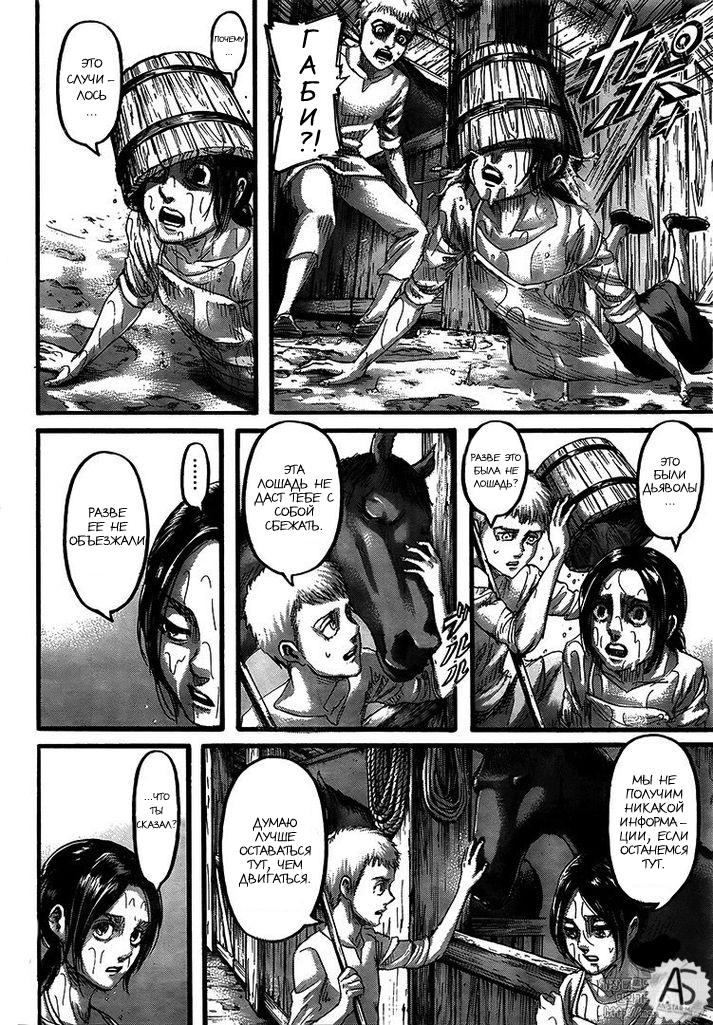 ГАБИ?!
カポ
ПОЧЕМУ
...
ЭТО
СЛУЧИ-
ЛОСЬ
...
ЭТО
БЫЛИ
ДЬЯВОЛЫ
...
РАЗВЕ ЭТО
БЫЛА НЕ
ЛОШАДЬ?
ЭТА
ЛОШАДЬ НЕ
ДАСТ ТЕБЕ С
СОБОЙ
СБЕЖАТЬ.
......
РАЗВЕ
ЕЕ НЕ
ОБЪЕЗЖАЛИ
МЫ НЕ
ПОЛУЧИМ
НИКАКОЙ
ИНФОРМА-
ЦИИ, ЕСЛИ
ОСТАНЕМСЯ
ТУТ.
ДУМАЮ
ЛУЧШЕ
ОСТАВАТЬСЯ
ТУТ, ЧЕМ
ДВИГАТЬСЯ.
...ЧТО
ТЫ
СКАЗАЛ?
AS